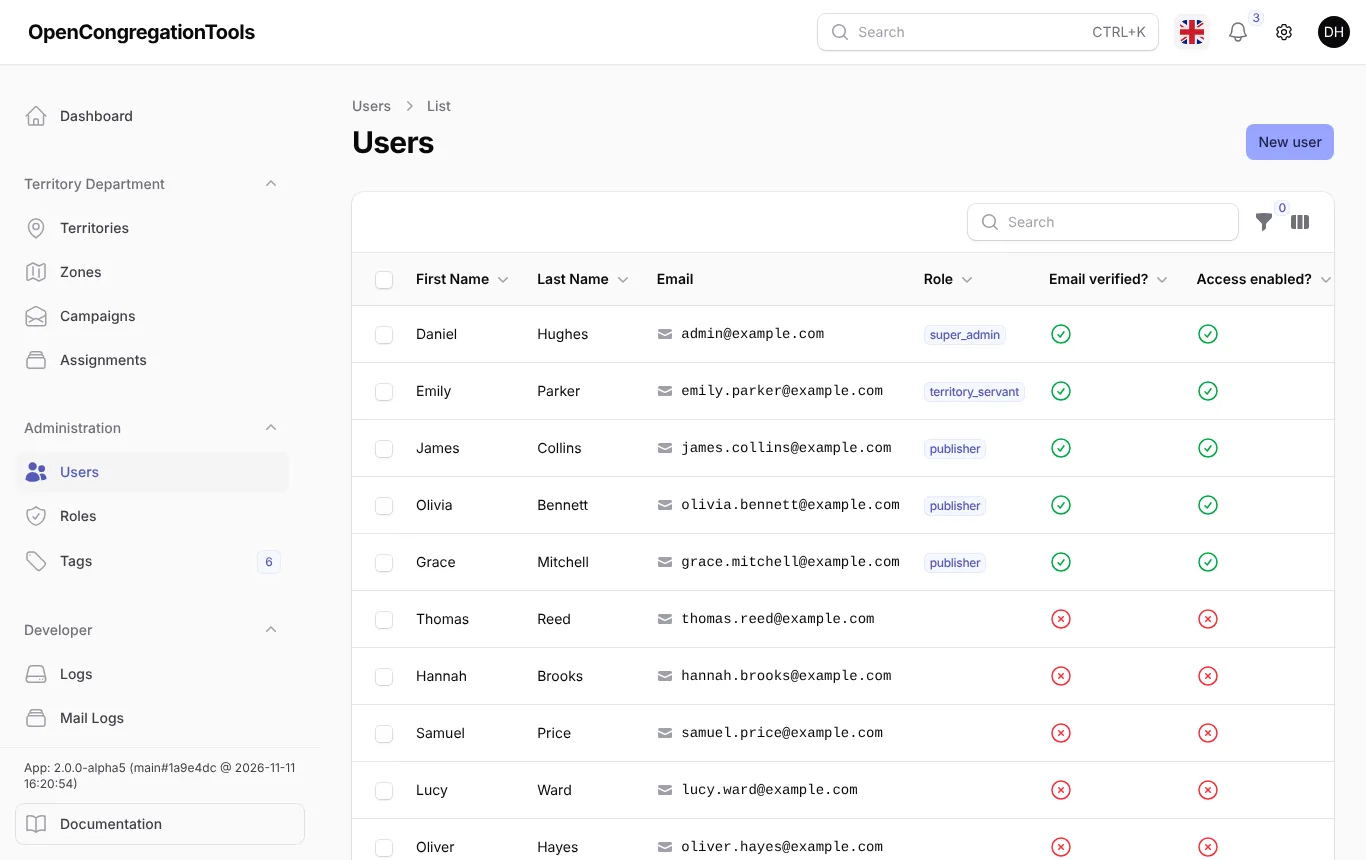 OpenCongregationTools
Search CTRL+K
3
DH
Dashboard
Territory Department
Territories
Zones
Campaigns
Assignments
Administration
Users
Roles
Tags 6
Developer
Logs
Mail Logs
App: 2.0.0-alpha5 (main#1a9e4dc @ 2026-11-11
16:20:54)
Documentation
Users > List
Users
New user
Search
0
First Name Last Name Email Role Email verified? Access enabled?
Daniel Hughes admin@example.com super_admin
Emily Parker emily.parker@example.com territory_servant
James Collins james.collins@example.com publisher
Olivia Bennett olivia.bennett@example.com publisher
Grace Mitchell grace.mitchell@example.com publisher
Thomas Reed thomas.reed@example.com
Hannah Brooks hannah.brooks@example.com
Samuel Price samuel.price@example.com
Lucy Ward lucy.ward@example.com
Oliver Hayes oliver.hayes@example.com